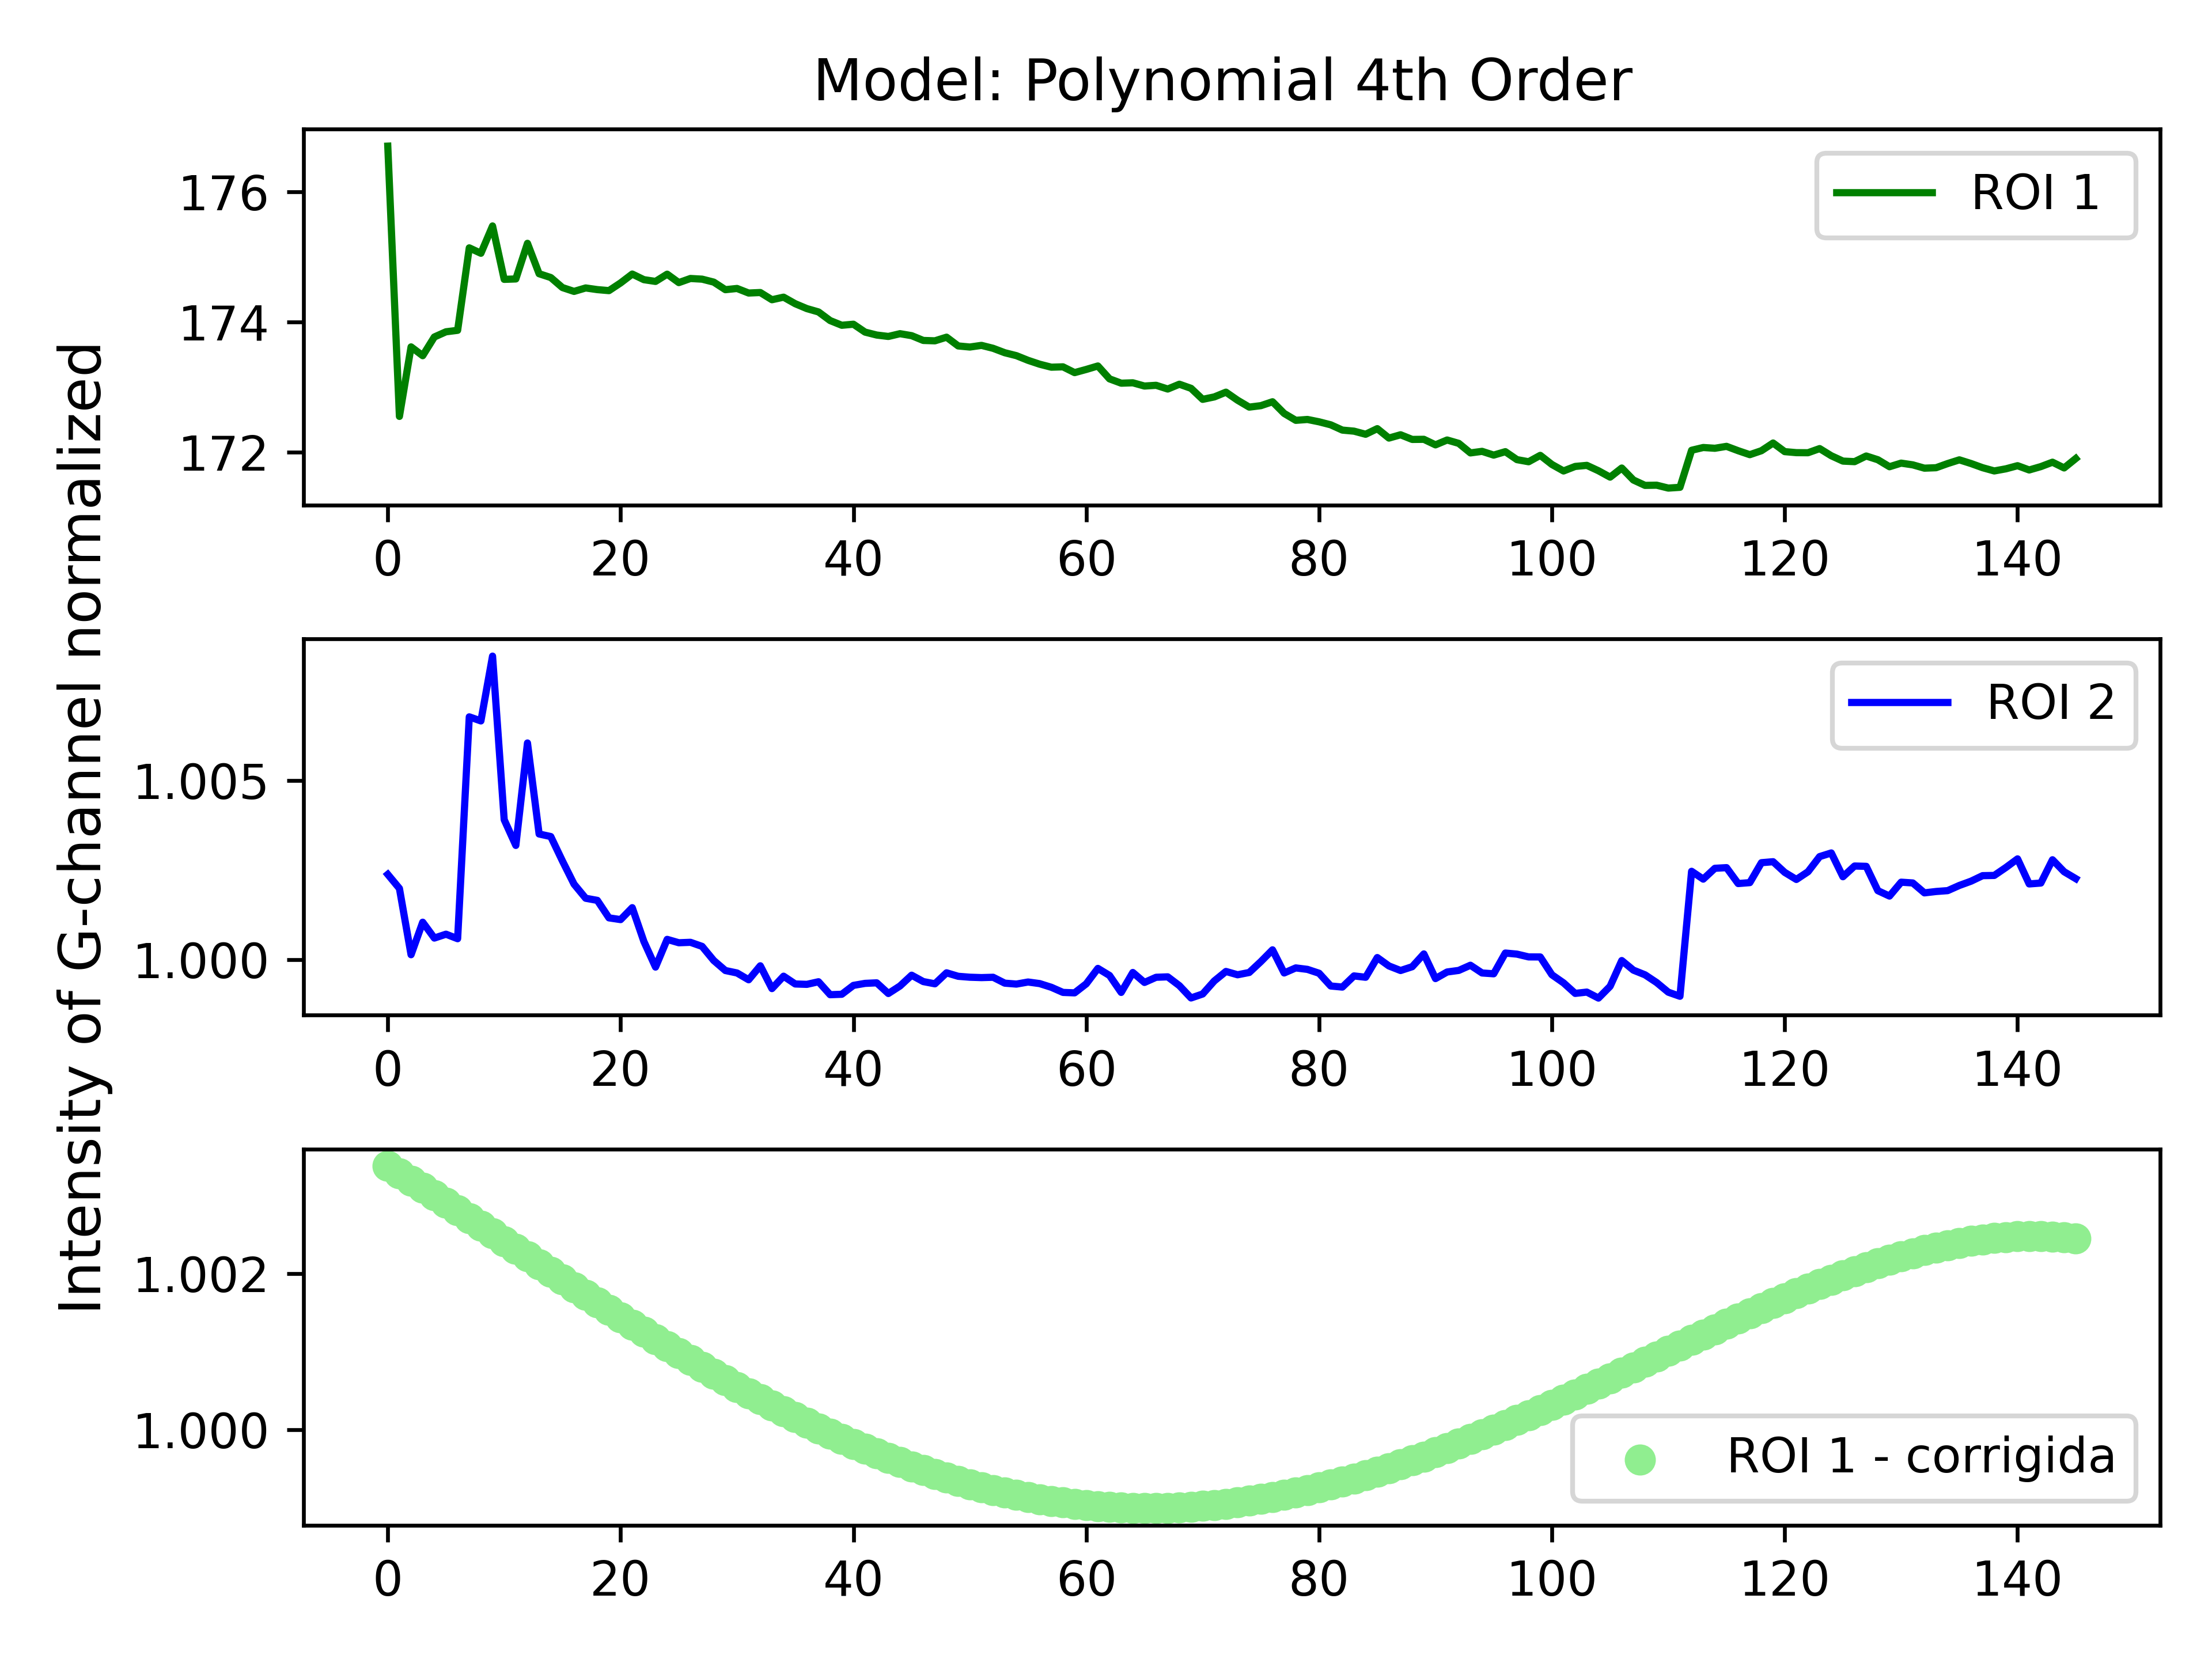 Model: Polynomial 4th Order
Intensity of G-channel normalized
176
174
172
ROI 1
0 20 40 60 80 100 120 140
1.005
1.000
ROI 2
0 20 40 60 80 100 120 140
1.002
1.000
ROI 1 - corrigida
0 20 40 60 80 100 120 140